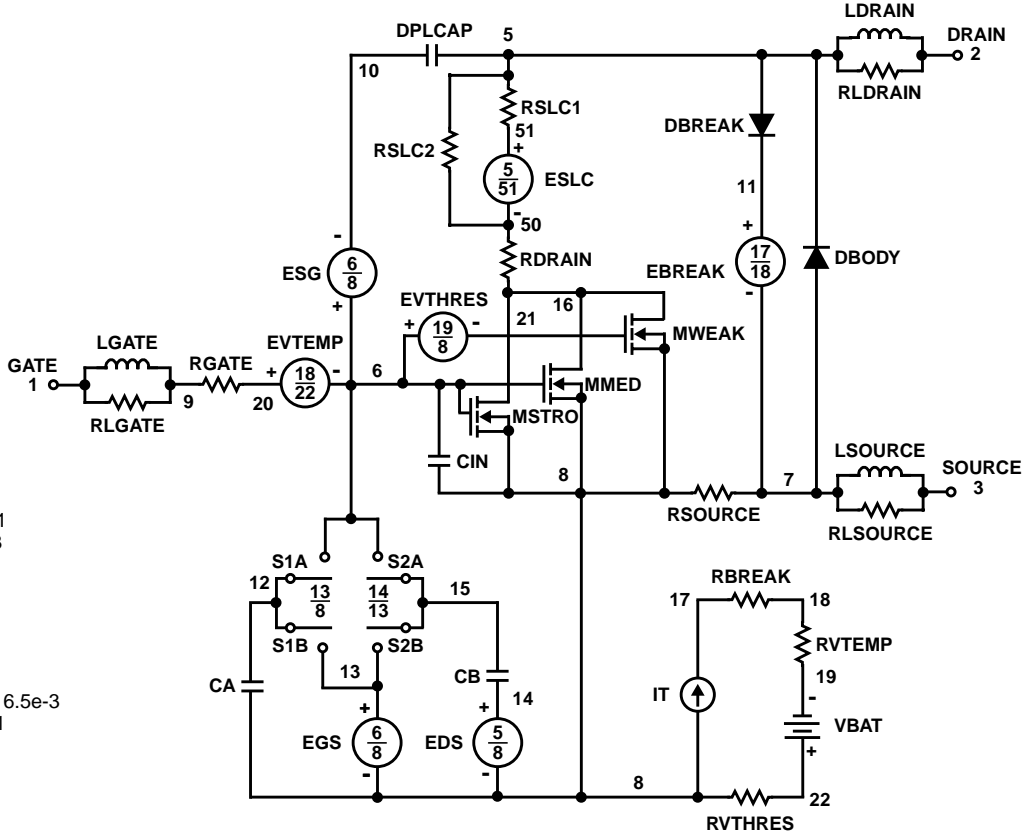 LDRAIN
DPLCAP 5 DRAIN
10 2
RLDRAIN
RSLC1
DBREAK
51
+
RSLC2
5
51
ESLC
11
-
50
-
+
RDRAIN
6
8
ESG
17
18
EBREAK
DBODY
EVTHRES
16
-
+
21
+ 19 -
8
MWEAK
LGATE
EVTEMP
GATE
RGATE
1
+ 18 -
22
6
MMED
9
20
RLGATE
MSTRO
CIN
LSOURCE
8
7
SOURCE
3
RSOURCE
RLSOURCE
1
S1A
S2A
12
13
8
14
13
15
RBREAK
17
18
S1B
S2B
RVTEMP
13
CA
CB
19
6.5e-3
14
IT
-
+
+
VBAT
EGS
6
8
EDS
5
8
+
-
-
8
22
RVTHRES